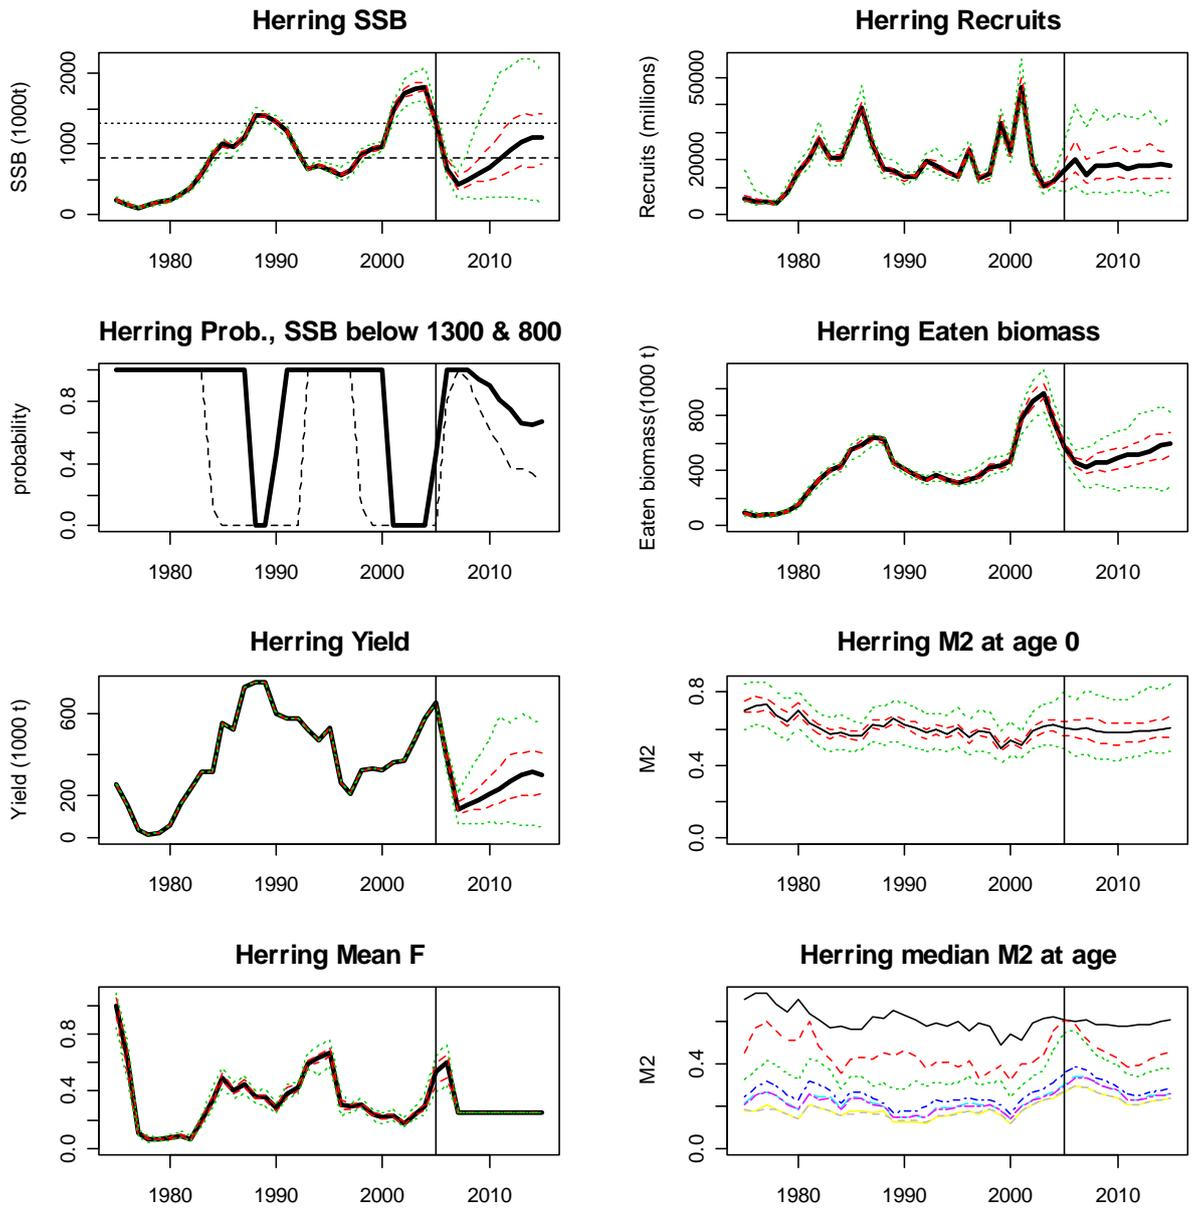 Herring SSB
SSB (1000t)
0 1000 2000
1980 1990 2000 2010
Herring Recruits
Recruits (millions)
0 20000 50000
1980 1990 2000 2010
Herring Prob., SSB below 1300 & 800
probability
0.0 0.4 0.8
1980 1990 2000 2010
Herring Eaten biomass
Eaten biomass(1000 t)
0 400 800
1980 1990 2000 2010
Herring Yield
Yield (1000 t)
0 200 600
1980 1990 2000 2010
Herring M2 at age 0
M2
0.0 0.4 0.8
1980 1990 2000 2010
Herring Mean F
0.0 0.4 0.8
1980 1990 2000 2010
Herring median M2 at age
M2
0.0 0.4
1980 1990 2000 2010